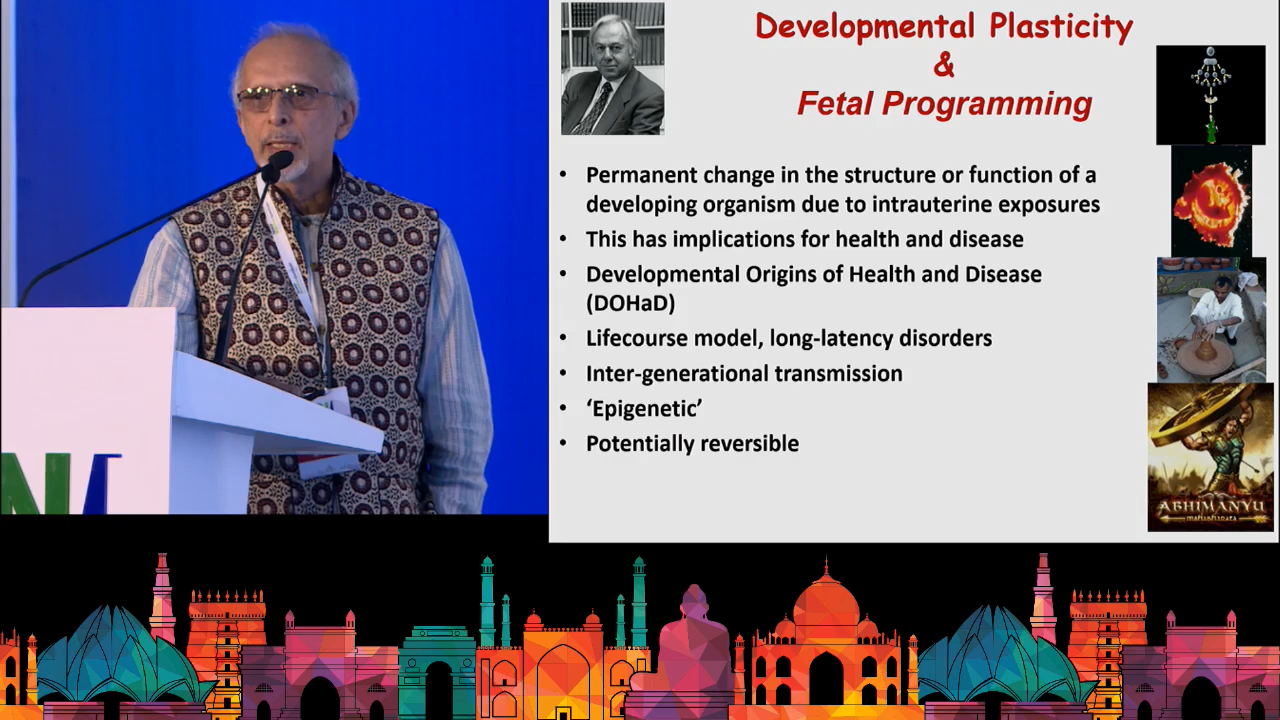 Developmental Plasticity
&
Fetal Programming
• Permanent change in the structure or function of a
developing organism due to intrauterine exposures
• This has implications for health and disease
• Developmental Origins of Health and Disease
(DOHaD)
• Lifecourse model, long-latency disorders
• Inter-generational transmission
• ‘Epigenetic’
• Potentially reversible
ABHIMANYU